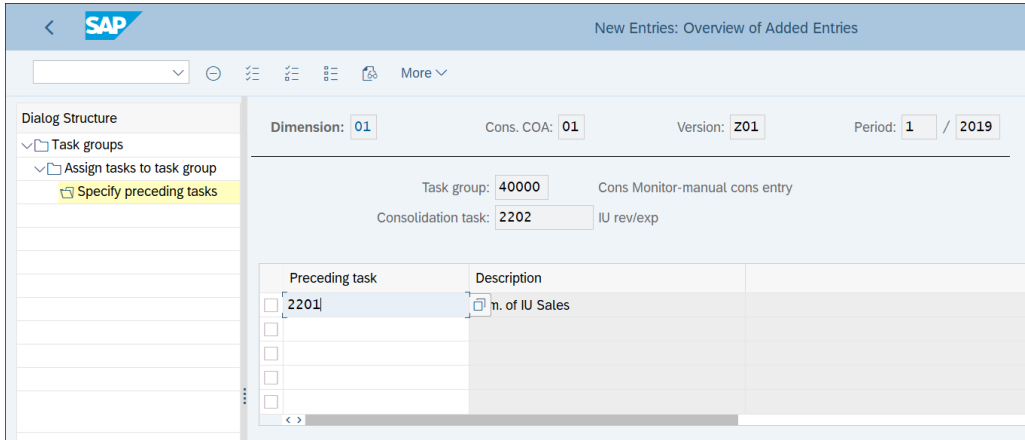 SAP New Entries: Overview of Added Entries
More
Dialog Structure
Task groups
Assign tasks to task group
Specify preceding tasks
Dimension: 01 Cons. COA: 01 Version: Z01 Period: 1 / 2019
Task group: 40000 Cons Monitor-manual cons entry
Consolidation task: 2202 IU rev/exp
Preceding task Description
2201 m. of IU Sales